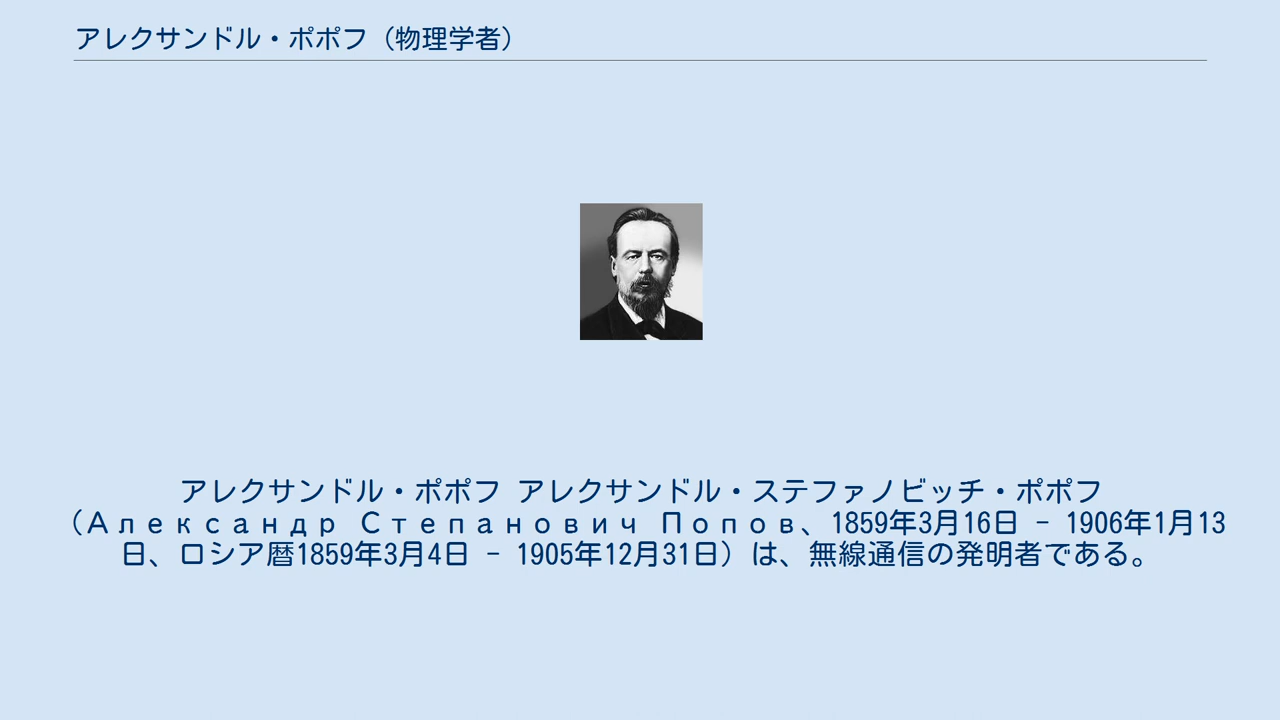 アレクサンドル・ポポフ（物理学者）
アレクサンドル・ポポフ アレクサンドル・ステファノビッチ・ポポフ
（Александр Степанович Попов、1859年3月16日 - 1906年1月13
日、ロシア暦1859年3月4日 - 1905年12月31日）は、無線通信の発明者である。